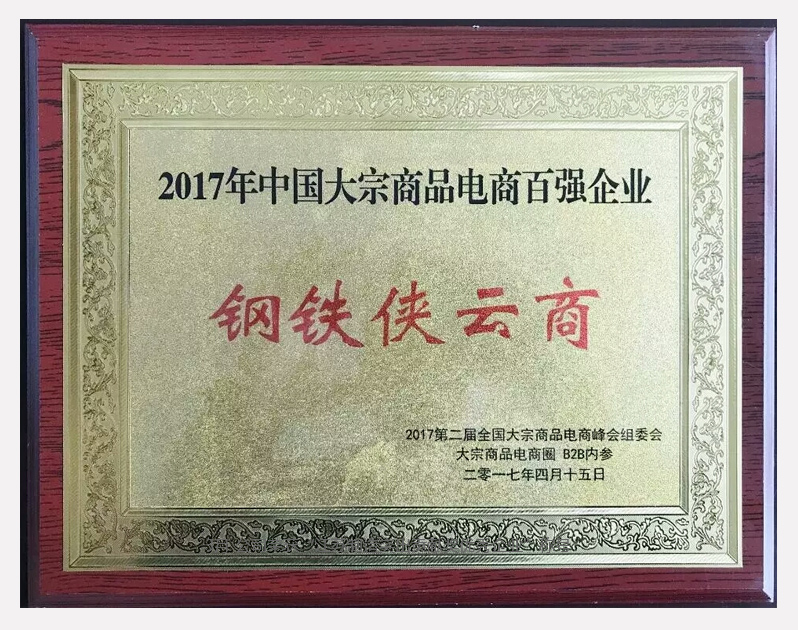 2017年中国大宗商品电商百强企业
钢铁侠云商
2017第二届全国大宗商品电商峰会组委会
大宗商品电商圈 B2B内参
二零一七年四月十五日